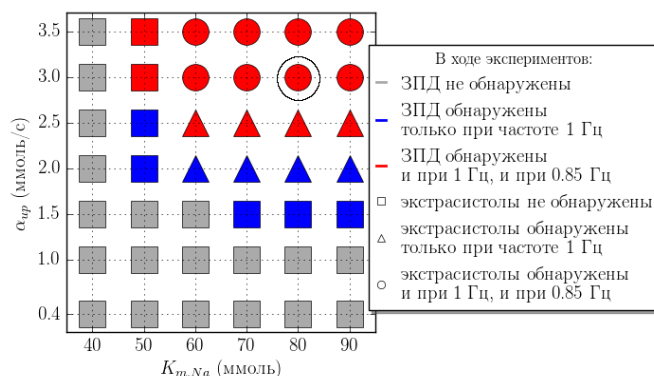 3.5
3.0
2.5
2.0
1.5
1.0
0.4
α_up (ммоль/с)
40 50 60 70 80 90
K_m,Na (ммоль)
В ходе экспериментов:
ЗПД не обнаружены
ЗПД обнаружены
только при частоте 1 Гц
ЗПД обнаружены
и при 1 Гц, и при 0.85 Гц
экстрасистолы не обнаружены
экстрасистолы обнаружены
только при частоте 1 Гц
экстрасистолы обнаружены
и при 1 Гц, и при 0.85 Гц